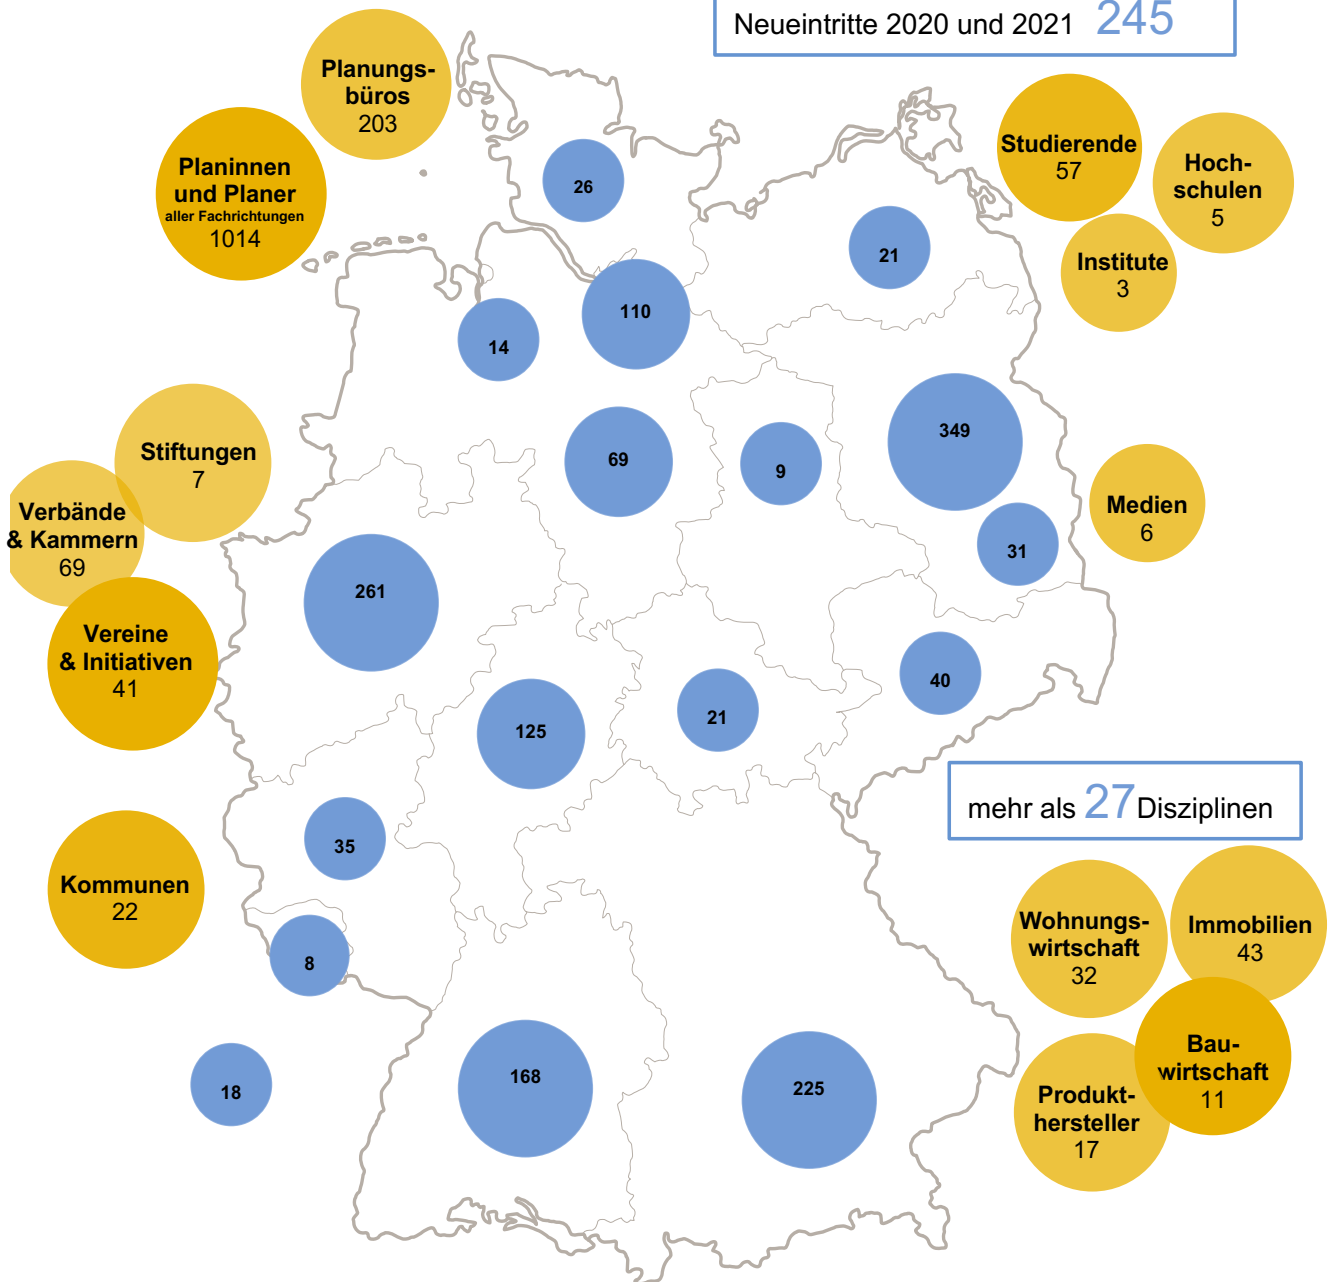 Neueintritte 2020 und 2021 245
Planungs-
büros
203
Planinnen
und Planer
aller Fachrichtungen
1014
Studierende
57
Hoch-
schulen
5
Institute
3
26
21
110
14
349
69
9
Stiftungen
7
Verbände
& Kammern
69
Medien
6
31
261
Vereine
& Initiativen
41
40
21
125
mehr als 27 Disziplinen
35
Kommunen
22
Wohnungs-
wirtschaft
32
Immobilien
43
8
Bau-
wirtschaft
11
18
168
225
Produkt-
hersteller
17